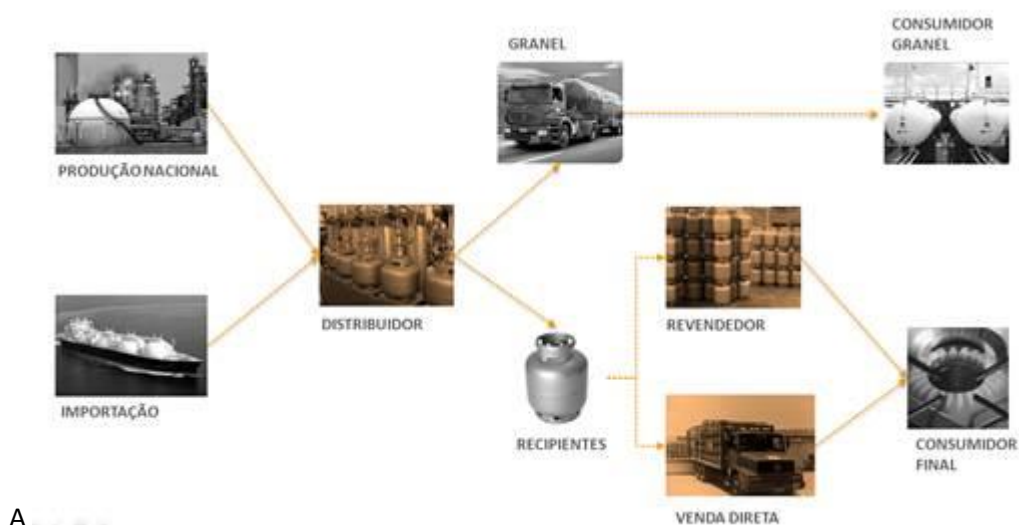 CONSUMIDOR
GRANEL
GRANEL
PRODUÇÃO NACIONAL
DISTRIBUIDOR
REVENDEDOR
IMPORTAÇÃO
RECIPIENTES
CONSUMIDOR
FINAL
VENDA DIRETA
A